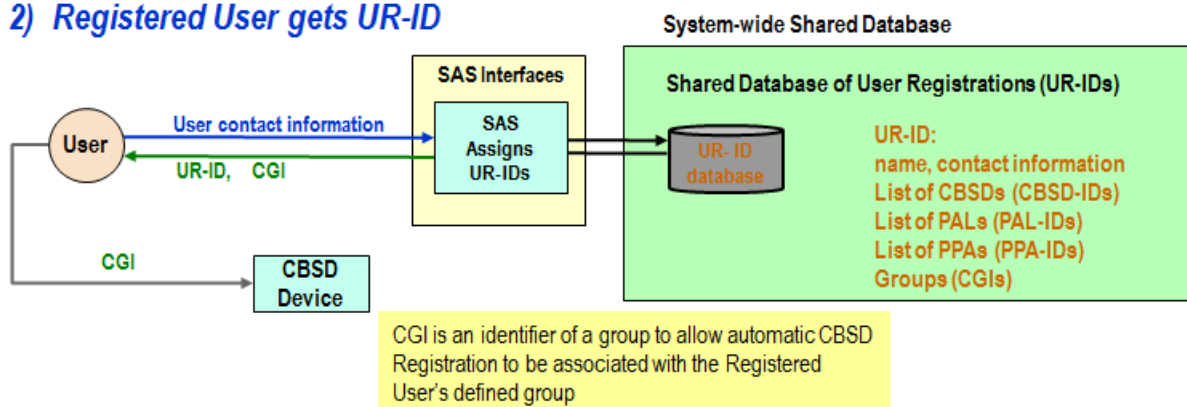 2) Registered User gets UR-ID
System-wide Shared Database
SAS Interfaces
Shared Database of User Registrations (UR-IDs)
User
User contact information
UR-ID, CGI
SAS
Assigns
UR-IDs
UR- ID
database
UR-ID:
name, contact information
List of CBSDs (CBSD-IDs)
List of PALs (PAL-IDs)
List of PPAs (PPA-IDs)
Groups (CGIs)
CGI
CBSD
Device
CGI is an identifier of a group to allow automatic CBSD
Registration to be associated with the Registered
User's defined group